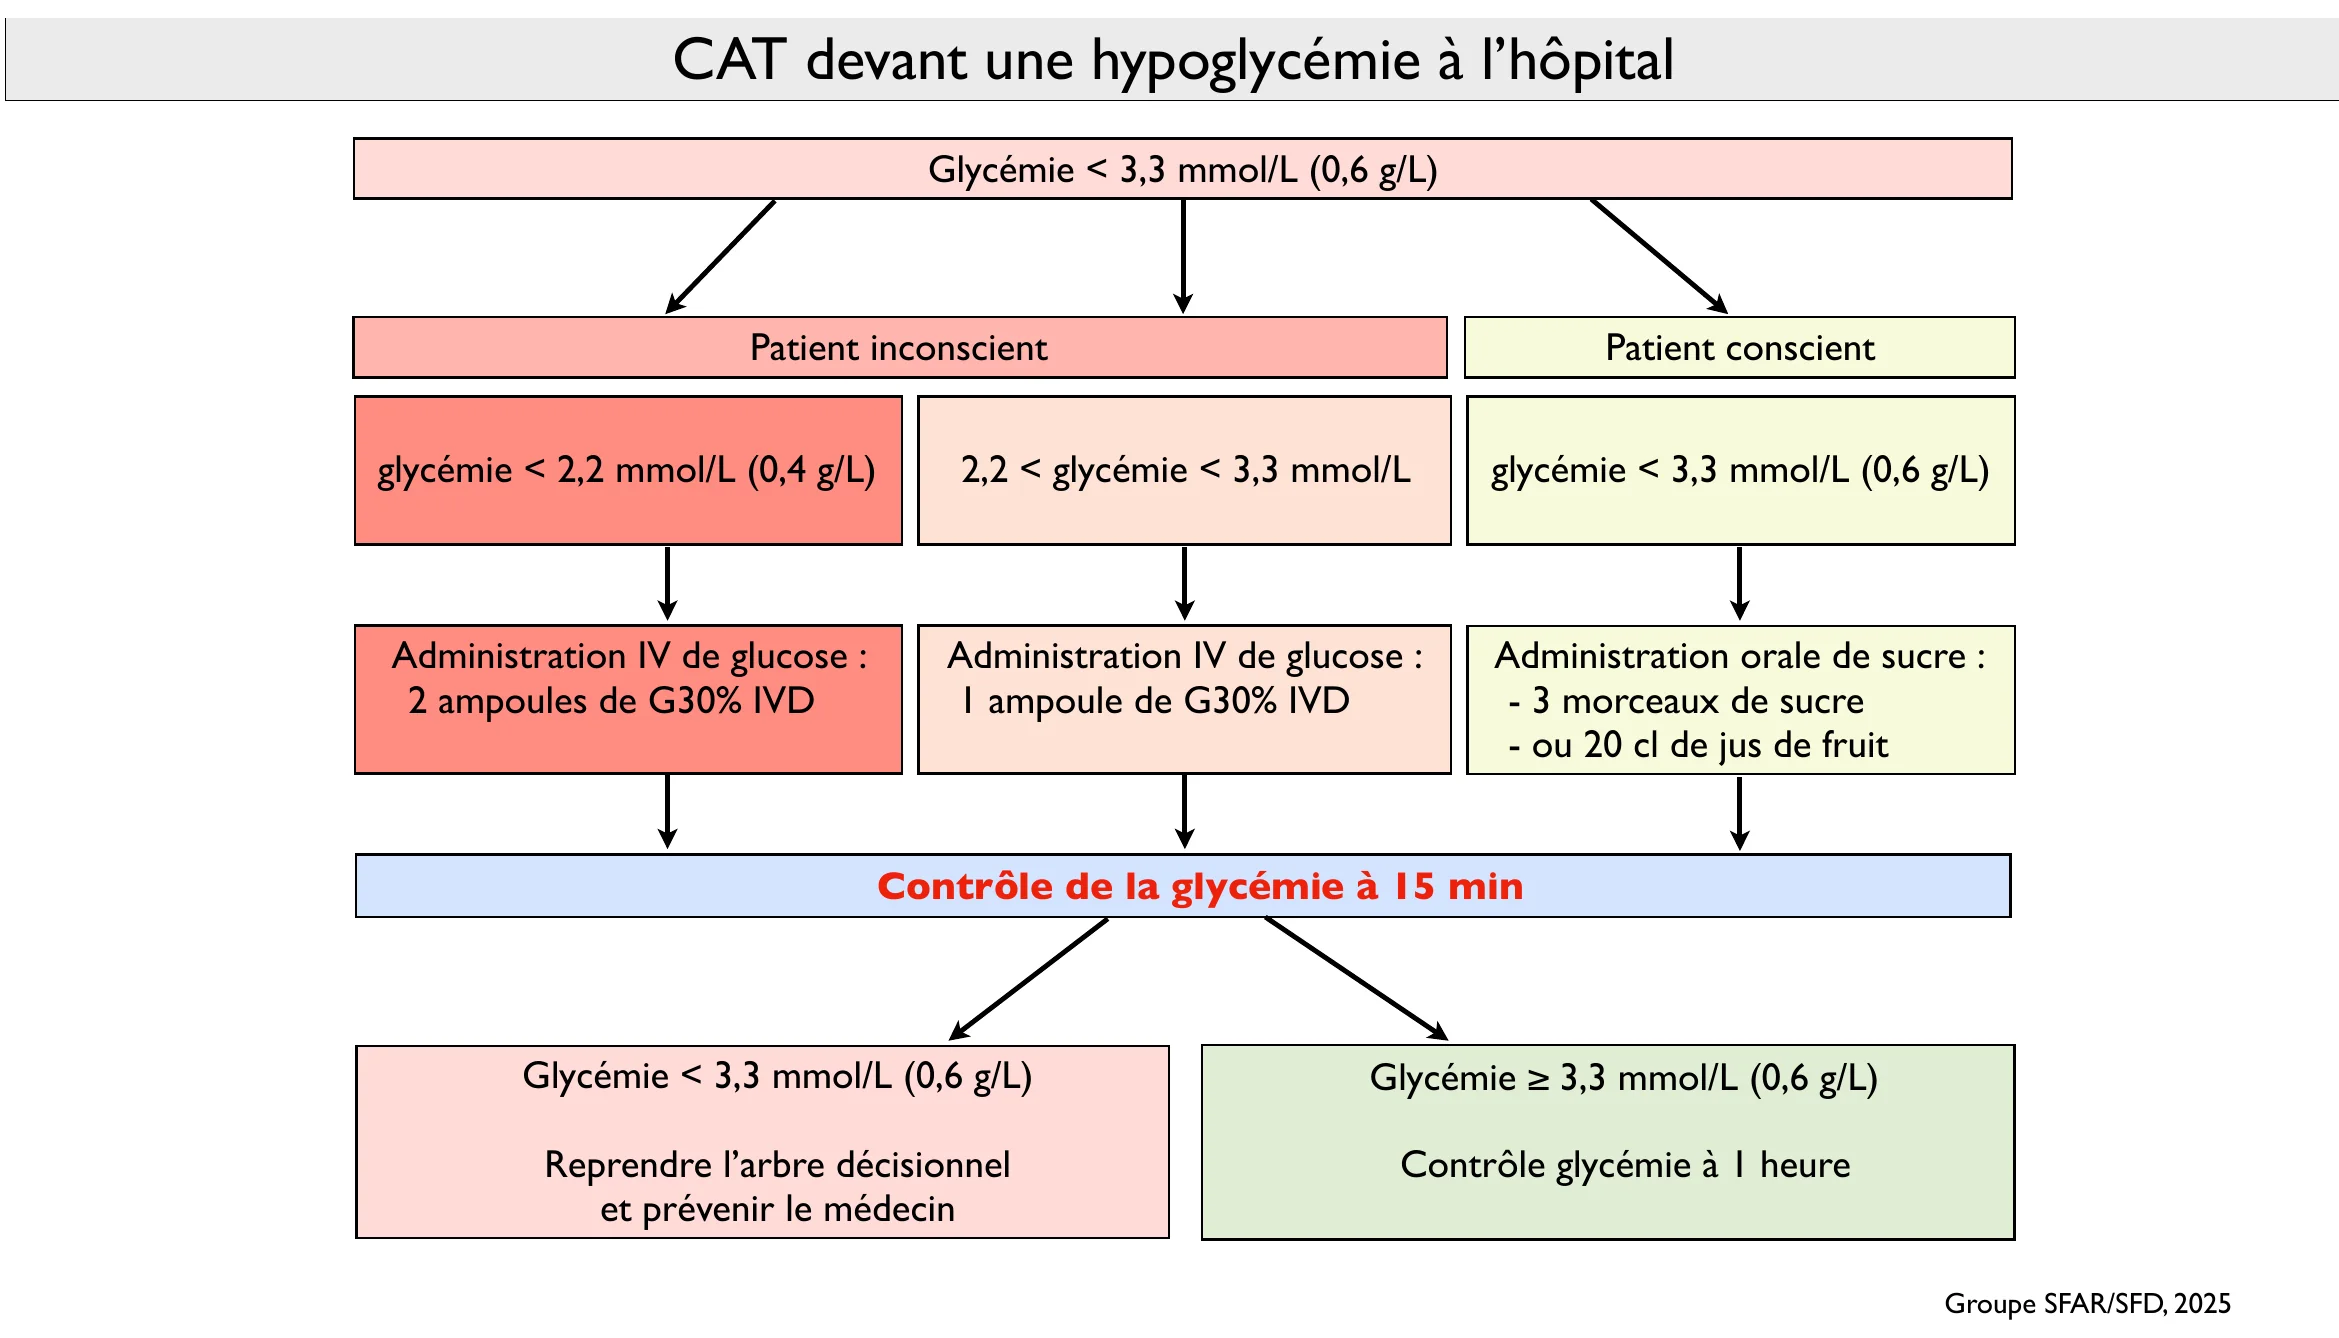 CAT devant une hypoglycémie à l’hôpital
Glycémie < 3,3 mmol/L (0,6 g/L)
Patient inconscient
Patient conscient
glycémie < 2,2 mmol/L (0,4 g/L)
2,2 < glycémie < 3,3 mmol/L
glycémie < 3,3 mmol/L (0,6 g/L)
Administration IV de glucose :
2 ampoules de G30% IVD
Administration IV de glucose :
1 ampoule de G30% IVD
Administration orale de sucre :
- 3 morceaux de sucre
- ou 20 cl de jus de fruit
Contrôle de la glycémie à 15 min
Glycémie < 3,3 mmol/L (0,6 g/L)
Reprendre l’arbre décisionnel
et prévenir le médecin
Glycémie ≥ 3,3 mmol/L (0,6 g/L)
Contrôle glycémie à 1 heure
Groupe SFAR/SFD, 2025